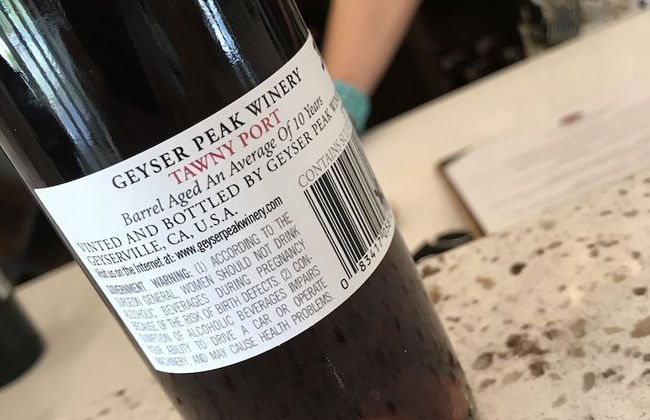 GEYSER PEAK WINERY
TAWNY PORT
Barrel Aged An Average Of 10 Years
VINTED AND BOTTLED BY GEYSER PEAK
GEYSERVILLE, CA, U.S.A.
Visit us on the Internet at: www.geyserpeakwinery.com
CONTAINS
GOVERNMENT WARNING: (1) ACCORDING TO THE
SURGEON GENERAL, WOMEN SHOULD NOT DRINK
ALCOHOLIC BEVERAGES DURING PREGNANCY
BECAUSE OF THE RISK OF BIRTH DEFECTS. (2) CON-
SUMPTION OF ALCOHOLIC BEVERAGES IMPAIRS
YOUR ABILITY TO DRIVE A CAR OR OPERATE
MACHINERY, AND MAY CAUSE HEALTH PROBLEMS.
0 83417